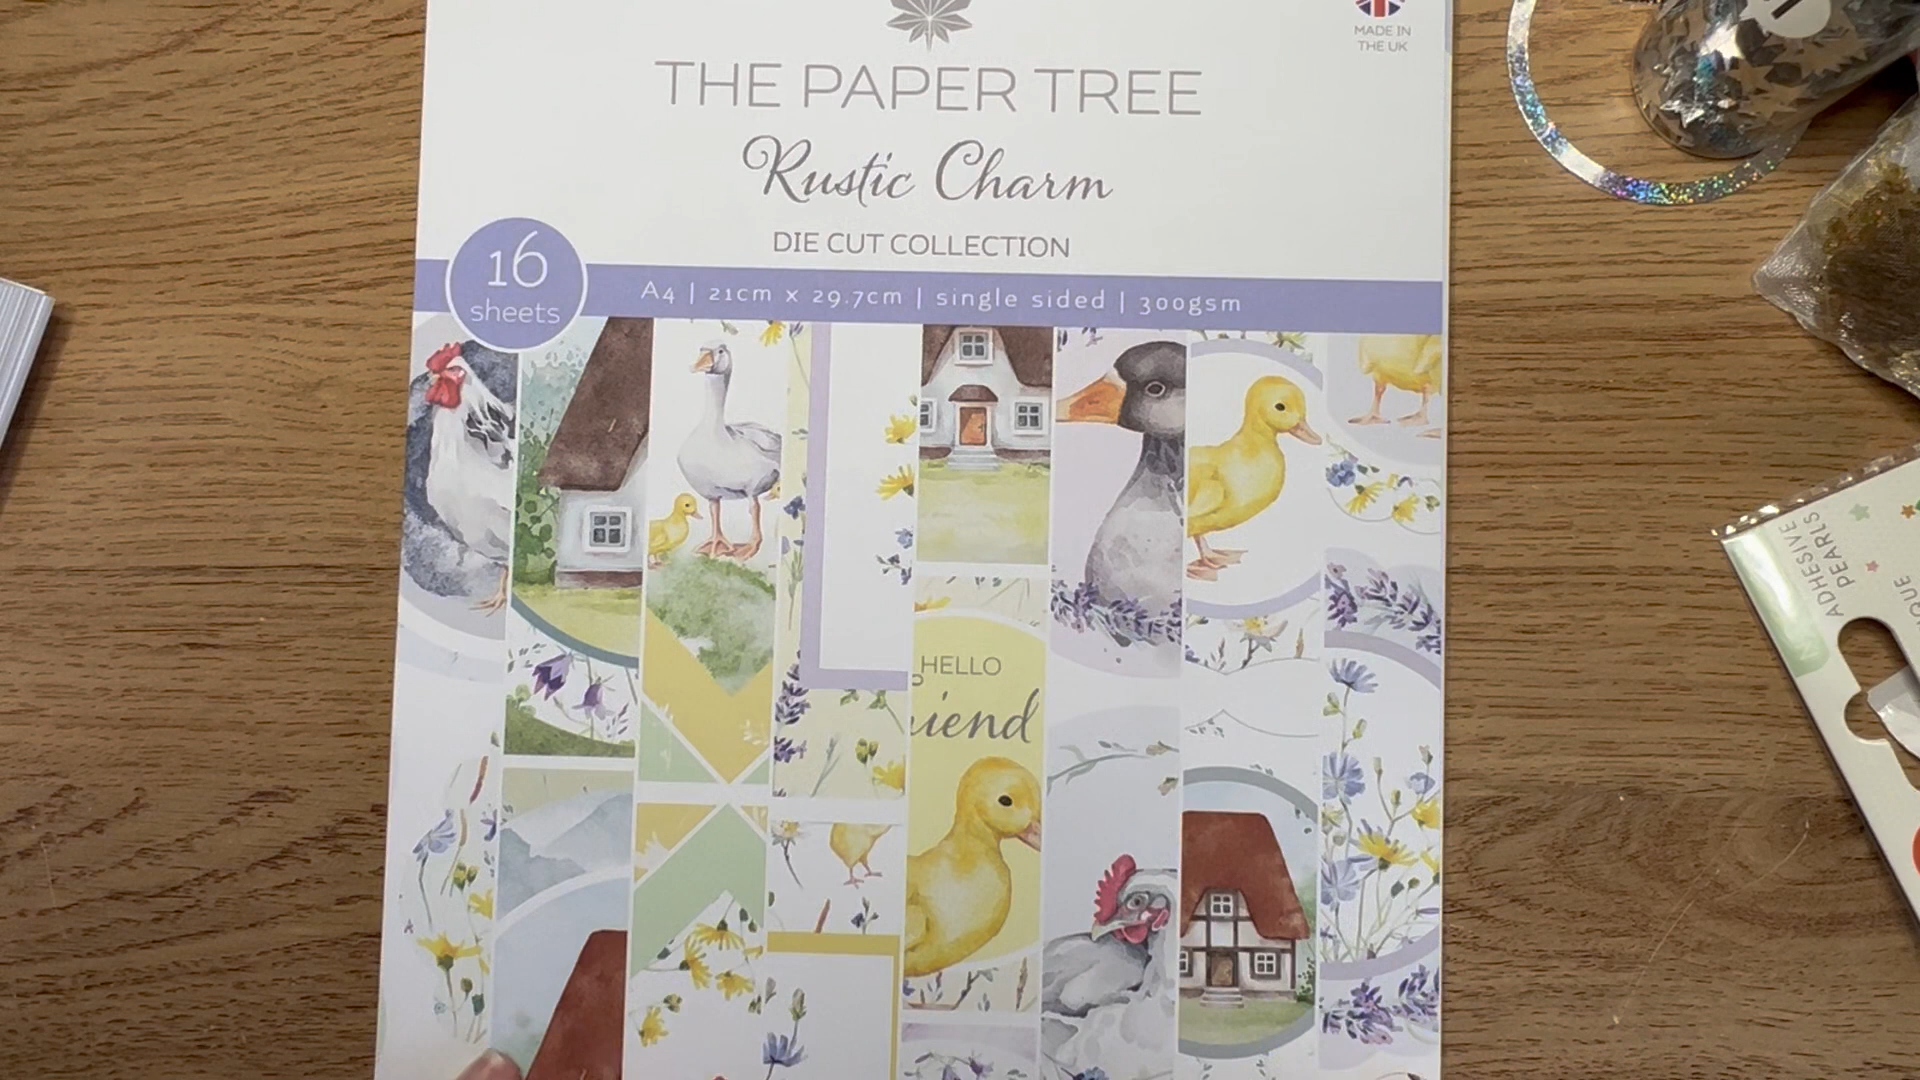 MADE IN
THE UK
THE PAPER TREE
Rustic Charm
DIE CUT COLLECTION
16
sheets
A4 | 21cm x 29.7cm | single sided | 300gsm
HELLO
iend
ADHESIVE
PEARLS